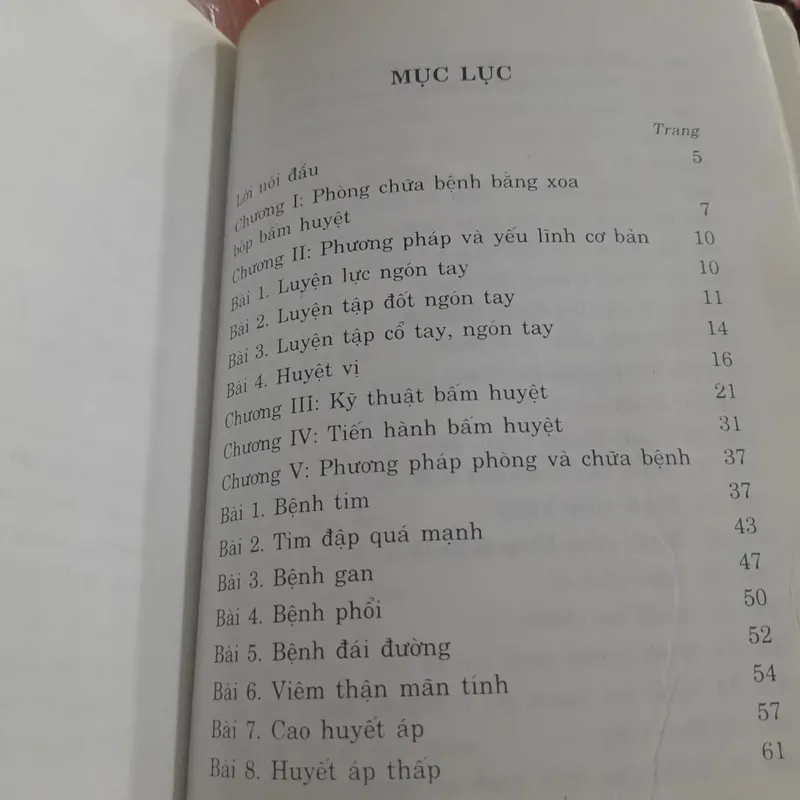 MỤC LỤC
Trang
Lời nói đầu 5
Chương I: Phòng chữa bệnh bằng xoa
bóp bấm huyệt 7
Chương II: Phương pháp và yếu lĩnh cơ bản 10
Bài 1. Luyện lực ngón tay 10
Bài 2. Luyện tập đốt ngón tay 11
Bài 3. Luyện tập cổ tay, ngón tay 14
Bài 4. Huyệt vị 16
Chương III: Kỹ thuật bấm huyệt 21
Chương IV: Tiến hành bấm huyệt 31
Chương V: Phương pháp phòng và chữa bệnh 37
Bài 1. Bệnh tim 37
Bài 2. Tim đập quá mạnh 43
Bài 3. Bệnh gan 47
Bài 4. Bệnh phổi 50
Bài 5. Bệnh đái đường 52
Bài 6. Viêm thận mãn tính 54
Bài 7. Cao huyết áp 57
Bài 8. Huyết áp thấp 61